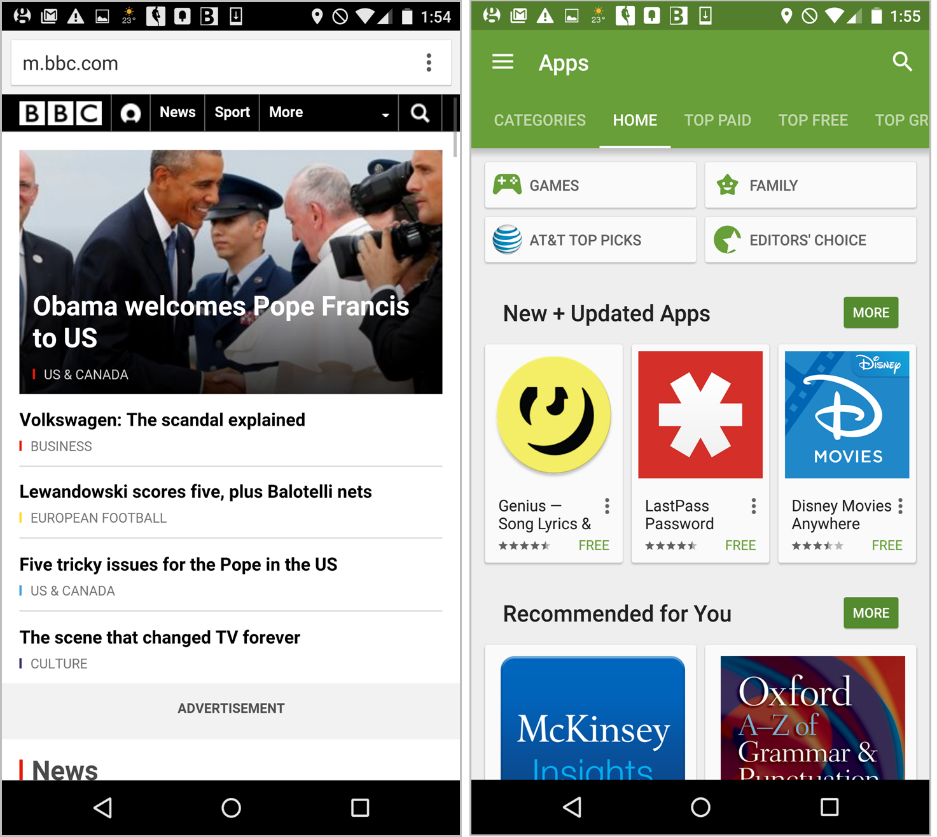 23°
1:54
m.bbc.com
BBC
News
Sport
More
Obama welcomes Pope Francis
to US
US & CANADA
Volkswagen: The scandal explained
BUSINESS
Lewandowski scores five, plus Balotelli nets
EUROPEAN FOOTBALL
Five tricky issues for the Pope in the US
US & CANADA
The scene that changed TV forever
CULTURE
ADVERTISEMENT
News
23°
1:55
Apps
CATEGORIES HOME TOP PAID TOP FREE TOP GR
GAMES
FAMILY
AT&T TOP PICKS
EDITORS' CHOICE
New + Updated Apps
MORE
Genius —
Song Lyrics &
FREE
LastPass
Password
FREE
Disney
MOVIES
Disney Movies
Anywhere
FREE
Recommended for You
MORE
McKinsey
Insights
Oxford
A–Z of
Grammar &
Punctuation